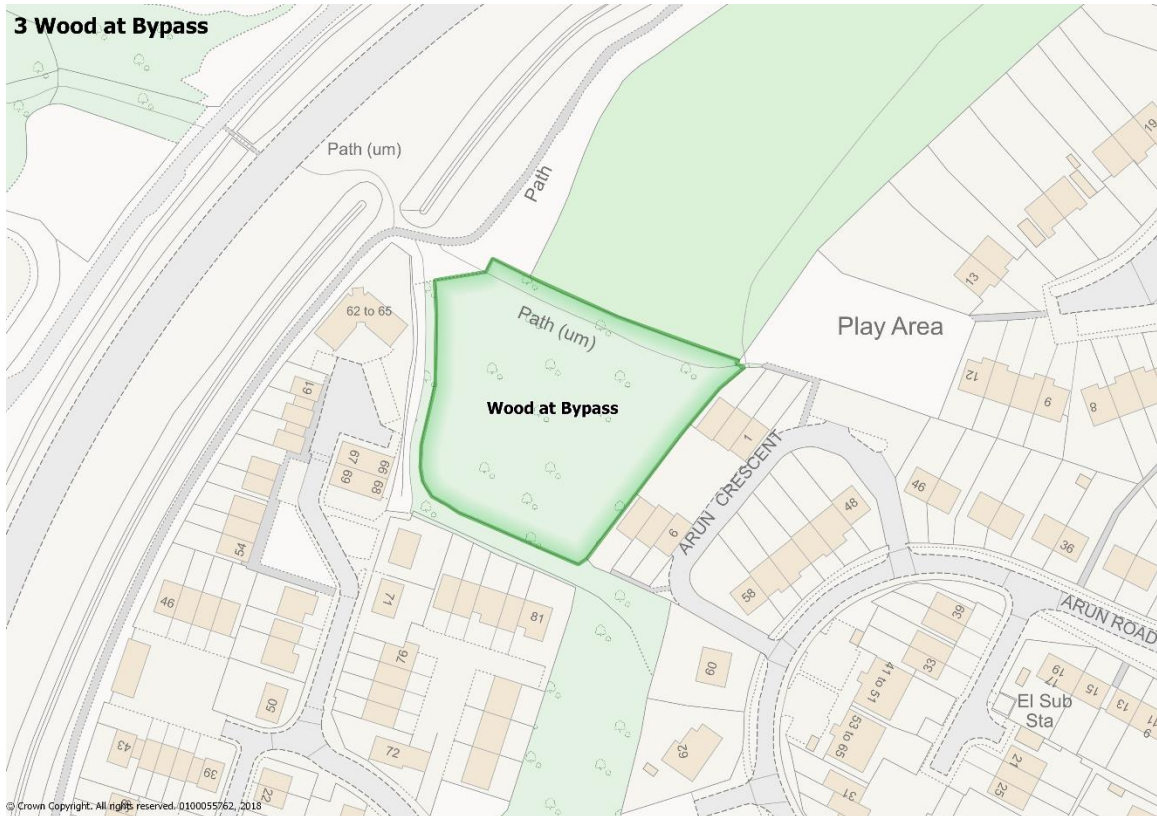 3 Wood at Bypass
Path (um)
Path
19
13
62 to 65
Path (um)
Play Area
61
Wood at Bypass
12
9
8
1
67
69
66
68
ARUN CRESCENT
46
48
36
6
54
58
46
71
81
39
ARUN ROAD
33
41 to 51
76
60
19
17
15
13
11
9
El Sub
Sta
50
53 to 65
62
43
39
72
22
21
25
31
© Crown Copyright. All rights reserved. 0100055762, 2018